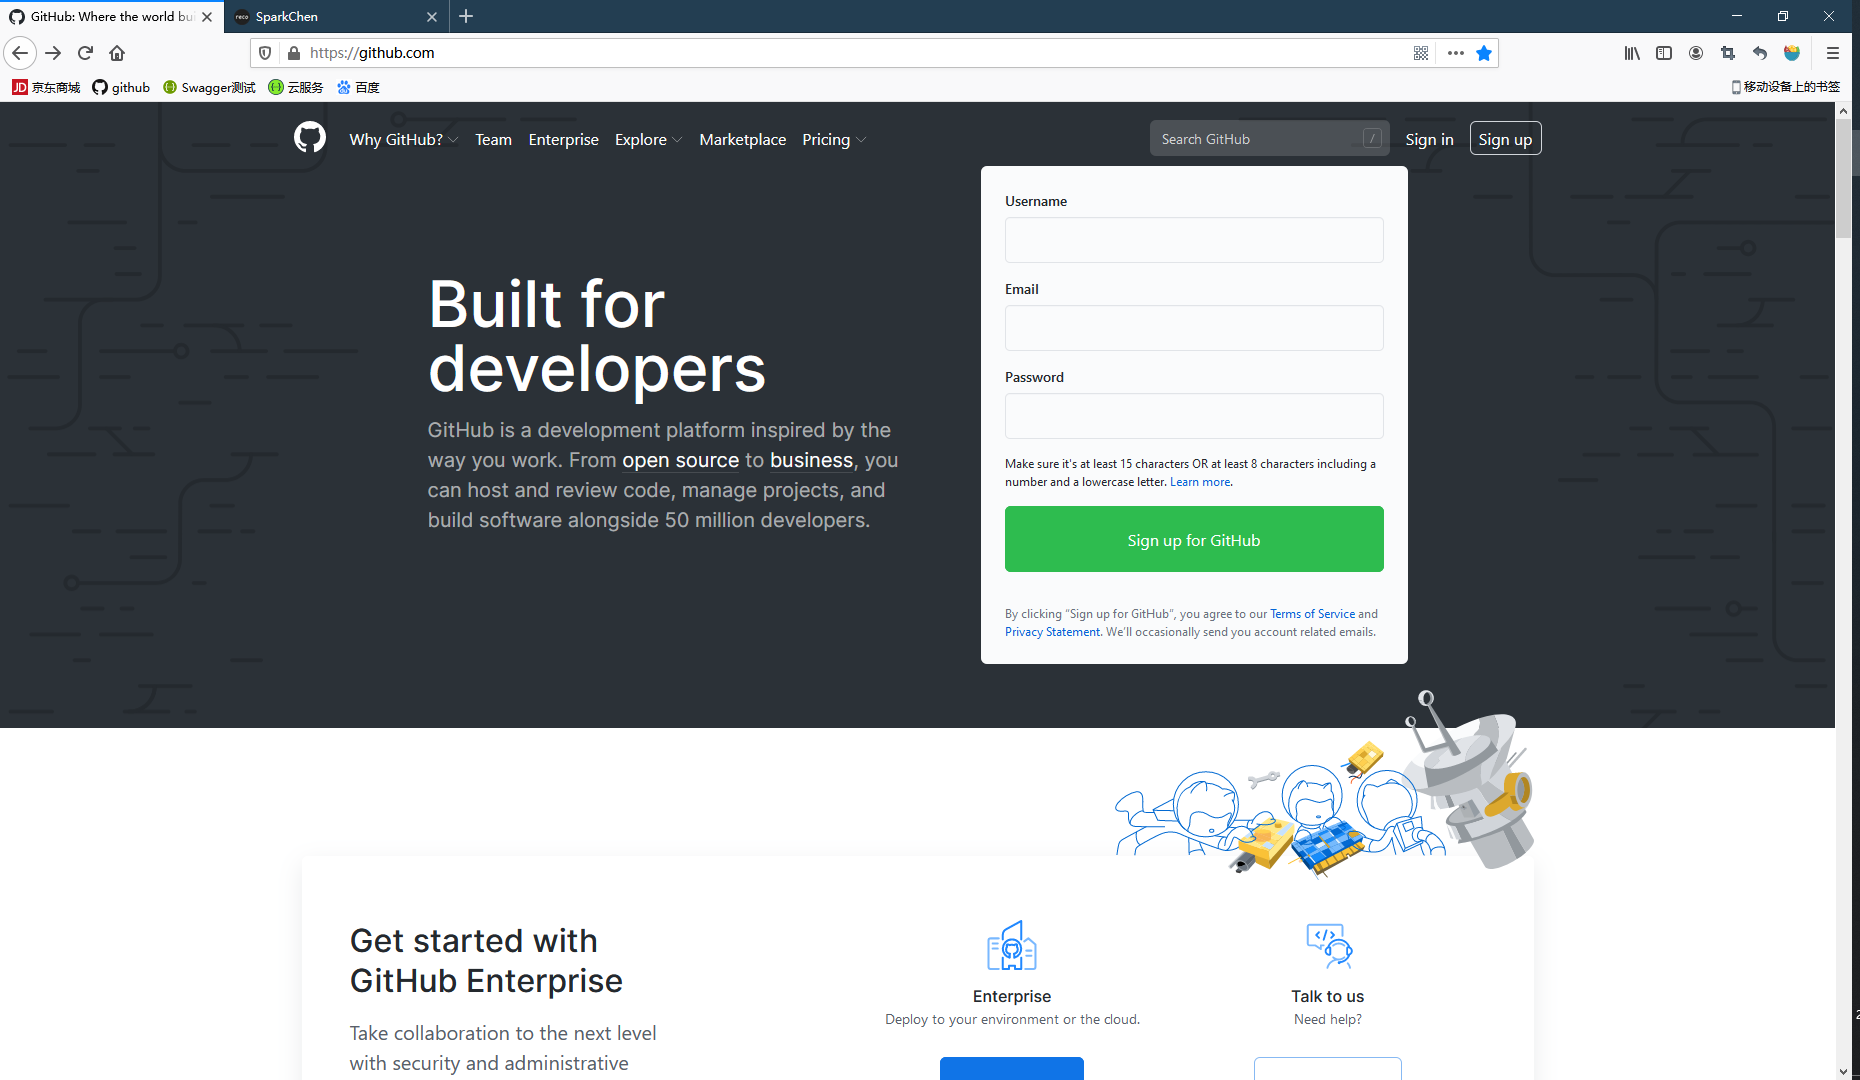 GitHub: Where the world bui
SparkChen
https://github.com
京东商城
github
Swagger测试
云服务
百度
移动设备上的书签
Why GitHub?
Team
Enterprise
Explore
Marketplace
Pricing
Search GitHub
/
Sign in
Sign up
Built for
developers
GitHub is a development platform inspired by the
way you work. From open source to business, you
can host and review code, manage projects, and
build software alongside 50 million developers.
Username
Email
Password
Make sure it's at least 15 characters OR at least 8 characters including a
number and a lowercase letter. Learn more.
Sign up for GitHub
By clicking “Sign up for GitHub”, you agree to our Terms of Service and
Privacy Statement. We’ll occasionally send you account related emails.
Get started with
GitHub Enterprise
Take collaboration to the next level
with security and administrative
Enterprise
Deploy to your environment or the cloud.
Talk to us
Need help?